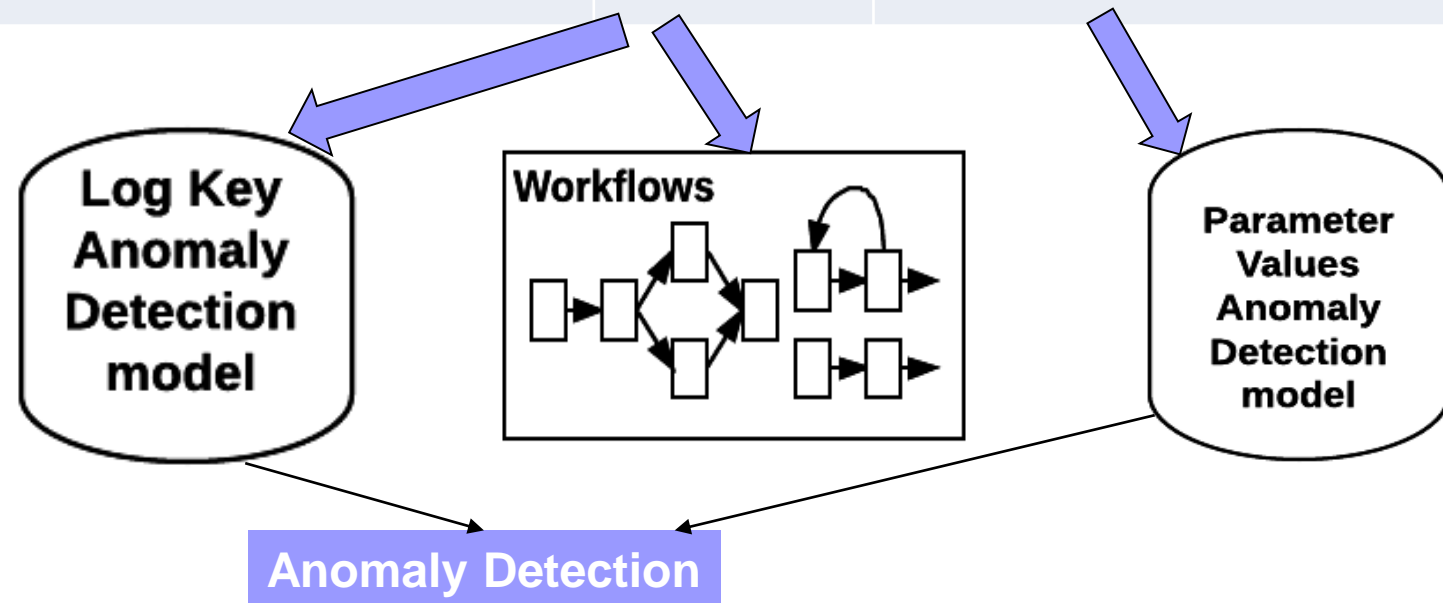 Log Key
Anomaly
Detection
model
Workflows
Parameter
Values
Anomaly
Detection
model
Anomaly Detection